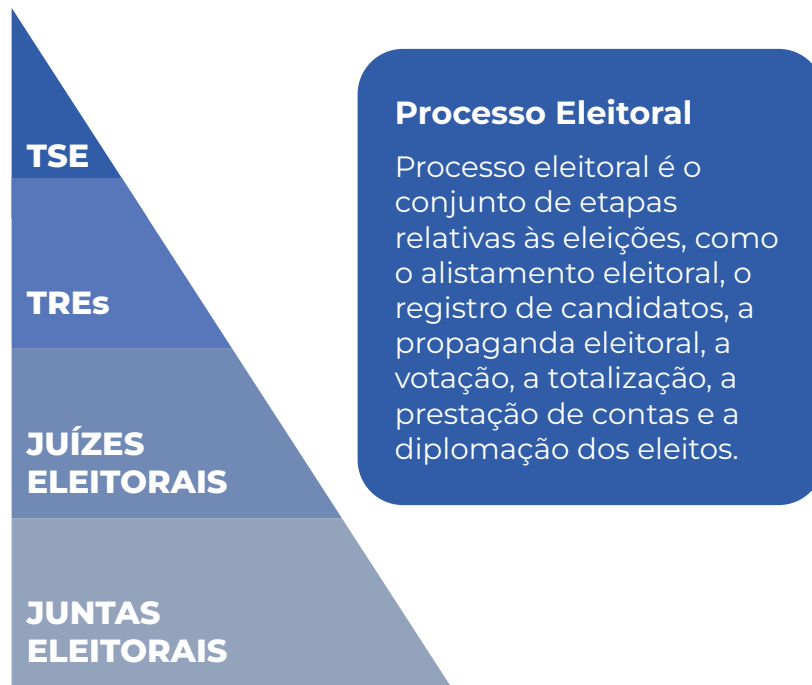 TSE
TREs
JUÍZES
ELEITORAIS
JUNTAS
ELEITORAIS
Processo Eleitoral
Processo eleitoral é o
conjunto de etapas
relativas às eleições, como
o alistamento eleitoral, o
registro de candidatos, a
propaganda eleitoral, a
votação, a totalização, a
prestação de contas e a
diplomação dos eleitos.